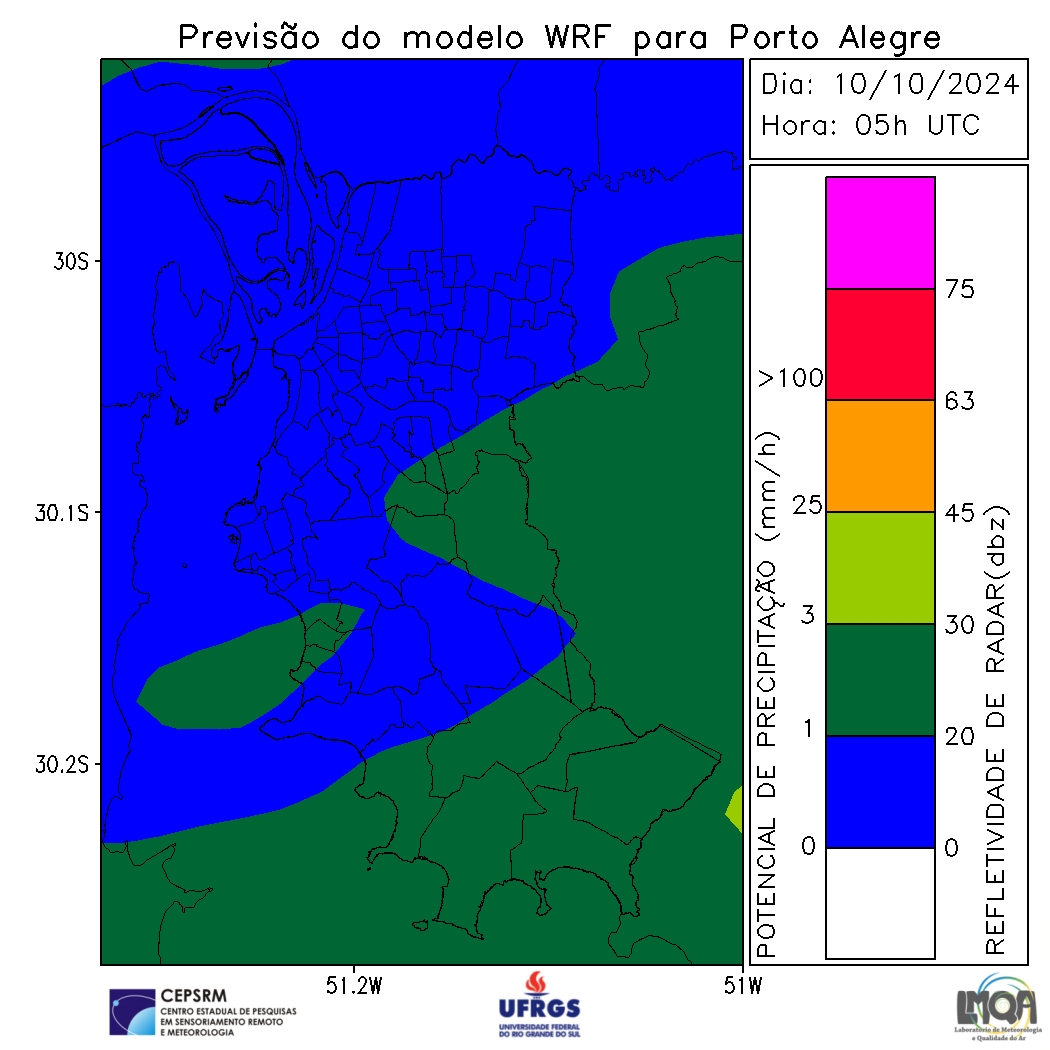 Previsão do modelo WRF para Porto Alegre
Dia: 10/10/2024
Hora: 05h UTC
30S
30.1S
30.2S
51.2W
51W
POTENCIAL DE PRECIPITAÇÃO (mm/h)
>100
25
3
1
0
75
63
45
30
20
0
REFLETIVIDADE DE RADAR(dbz)
CEPSRM
CENTRO ESTADUAL DE PESQUISAS
EM SENSORIAMENTO REMOTO
E METEOROLOGIA
UFRGS
UNIVERSIDADE FEDERAL
DO RIO GRANDE DO SUL
LMQA
Laboratório de Meteorologia
e Qualidade do Ar